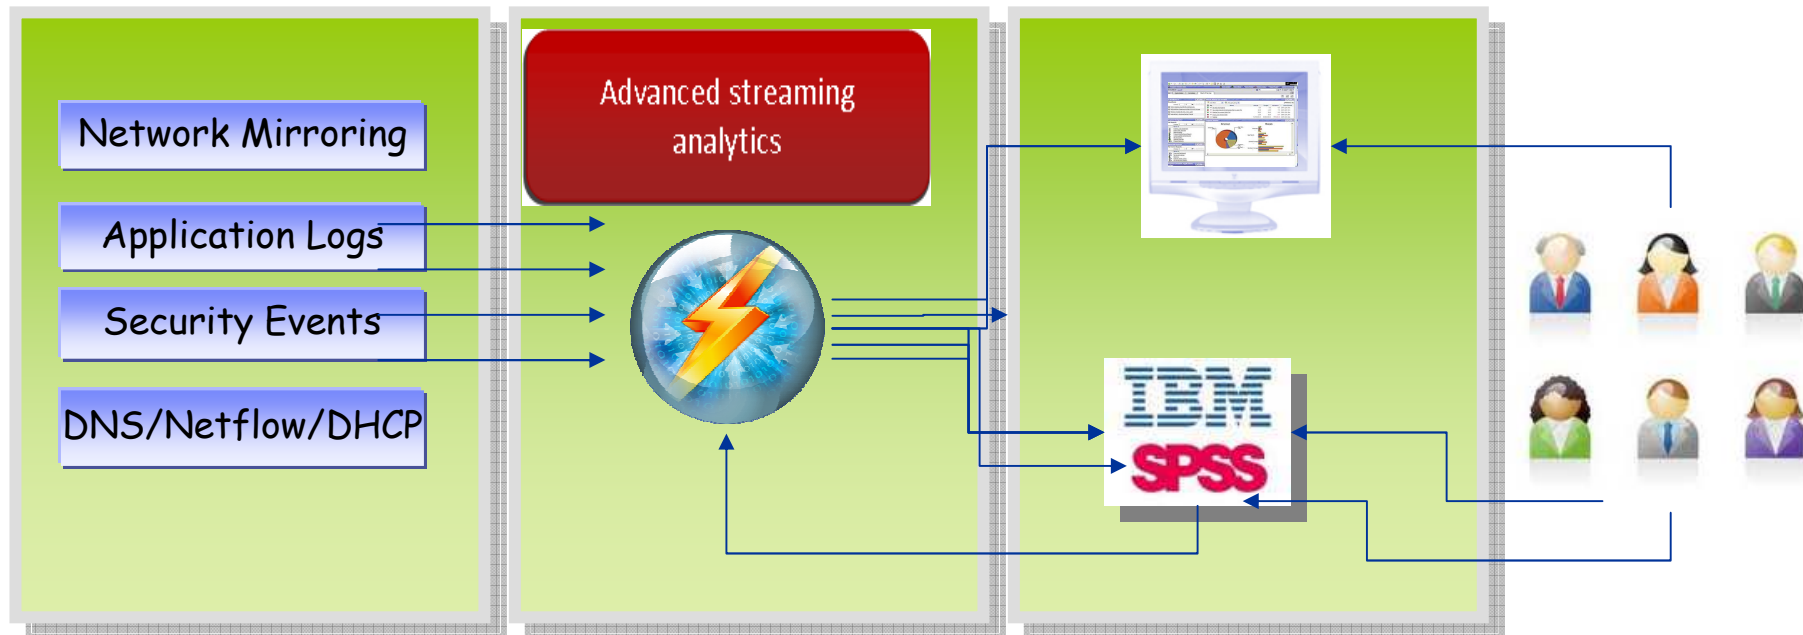 Network Mirroring
Application Logs
Security Events
DNS/Netflow/DHCP
Advanced streaming
analytics
IBM
SPSS